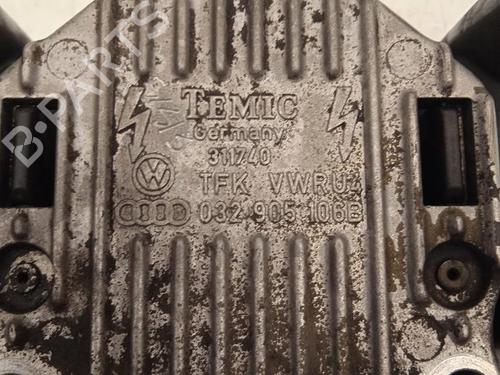 TEMIC
Germany
311740
TFK VWRU4
032 905 106B
B-PARTS